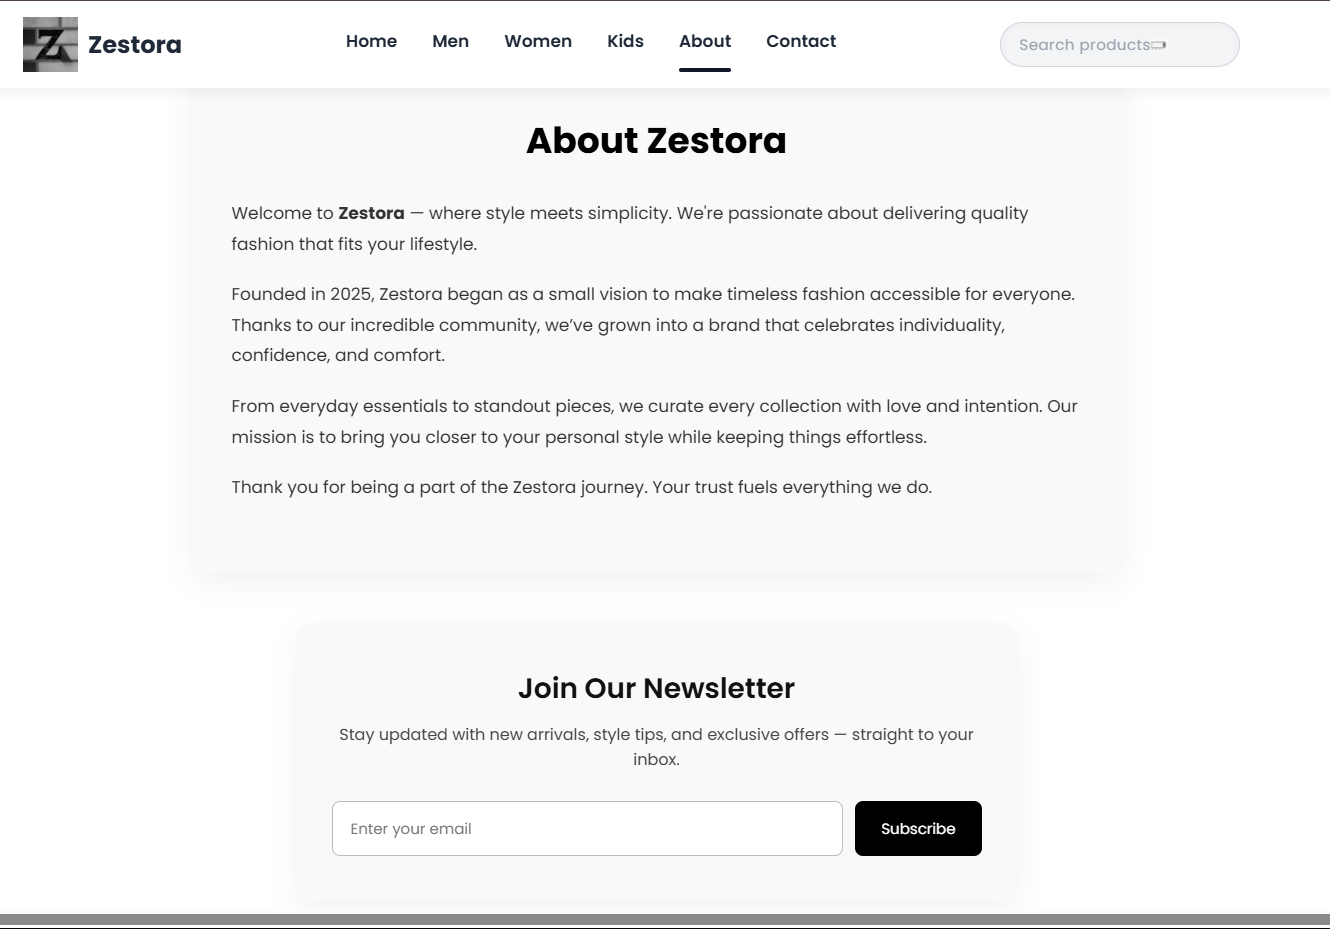 Z
Zestora
Home Men Women Kids About Contact
Search products
About Zestora
Welcome to Zestora — where style meets simplicity. We're passionate about delivering quality
fashion that fits your lifestyle.
Founded in 2025, Zestora began as a small vision to make timeless fashion accessible for everyone.
Thanks to our incredible community, we’ve grown into a brand that celebrates individuality,
confidence, and comfort.
From everyday essentials to standout pieces, we curate every collection with love and intention. Our
mission is to bring you closer to your personal style while keeping things effortless.
Thank you for being a part of the Zestora journey. Your trust fuels everything we do.
Join Our Newsletter
Stay updated with new arrivals, style tips, and exclusive offers — straight to your
inbox.
Enter your email
Subscribe